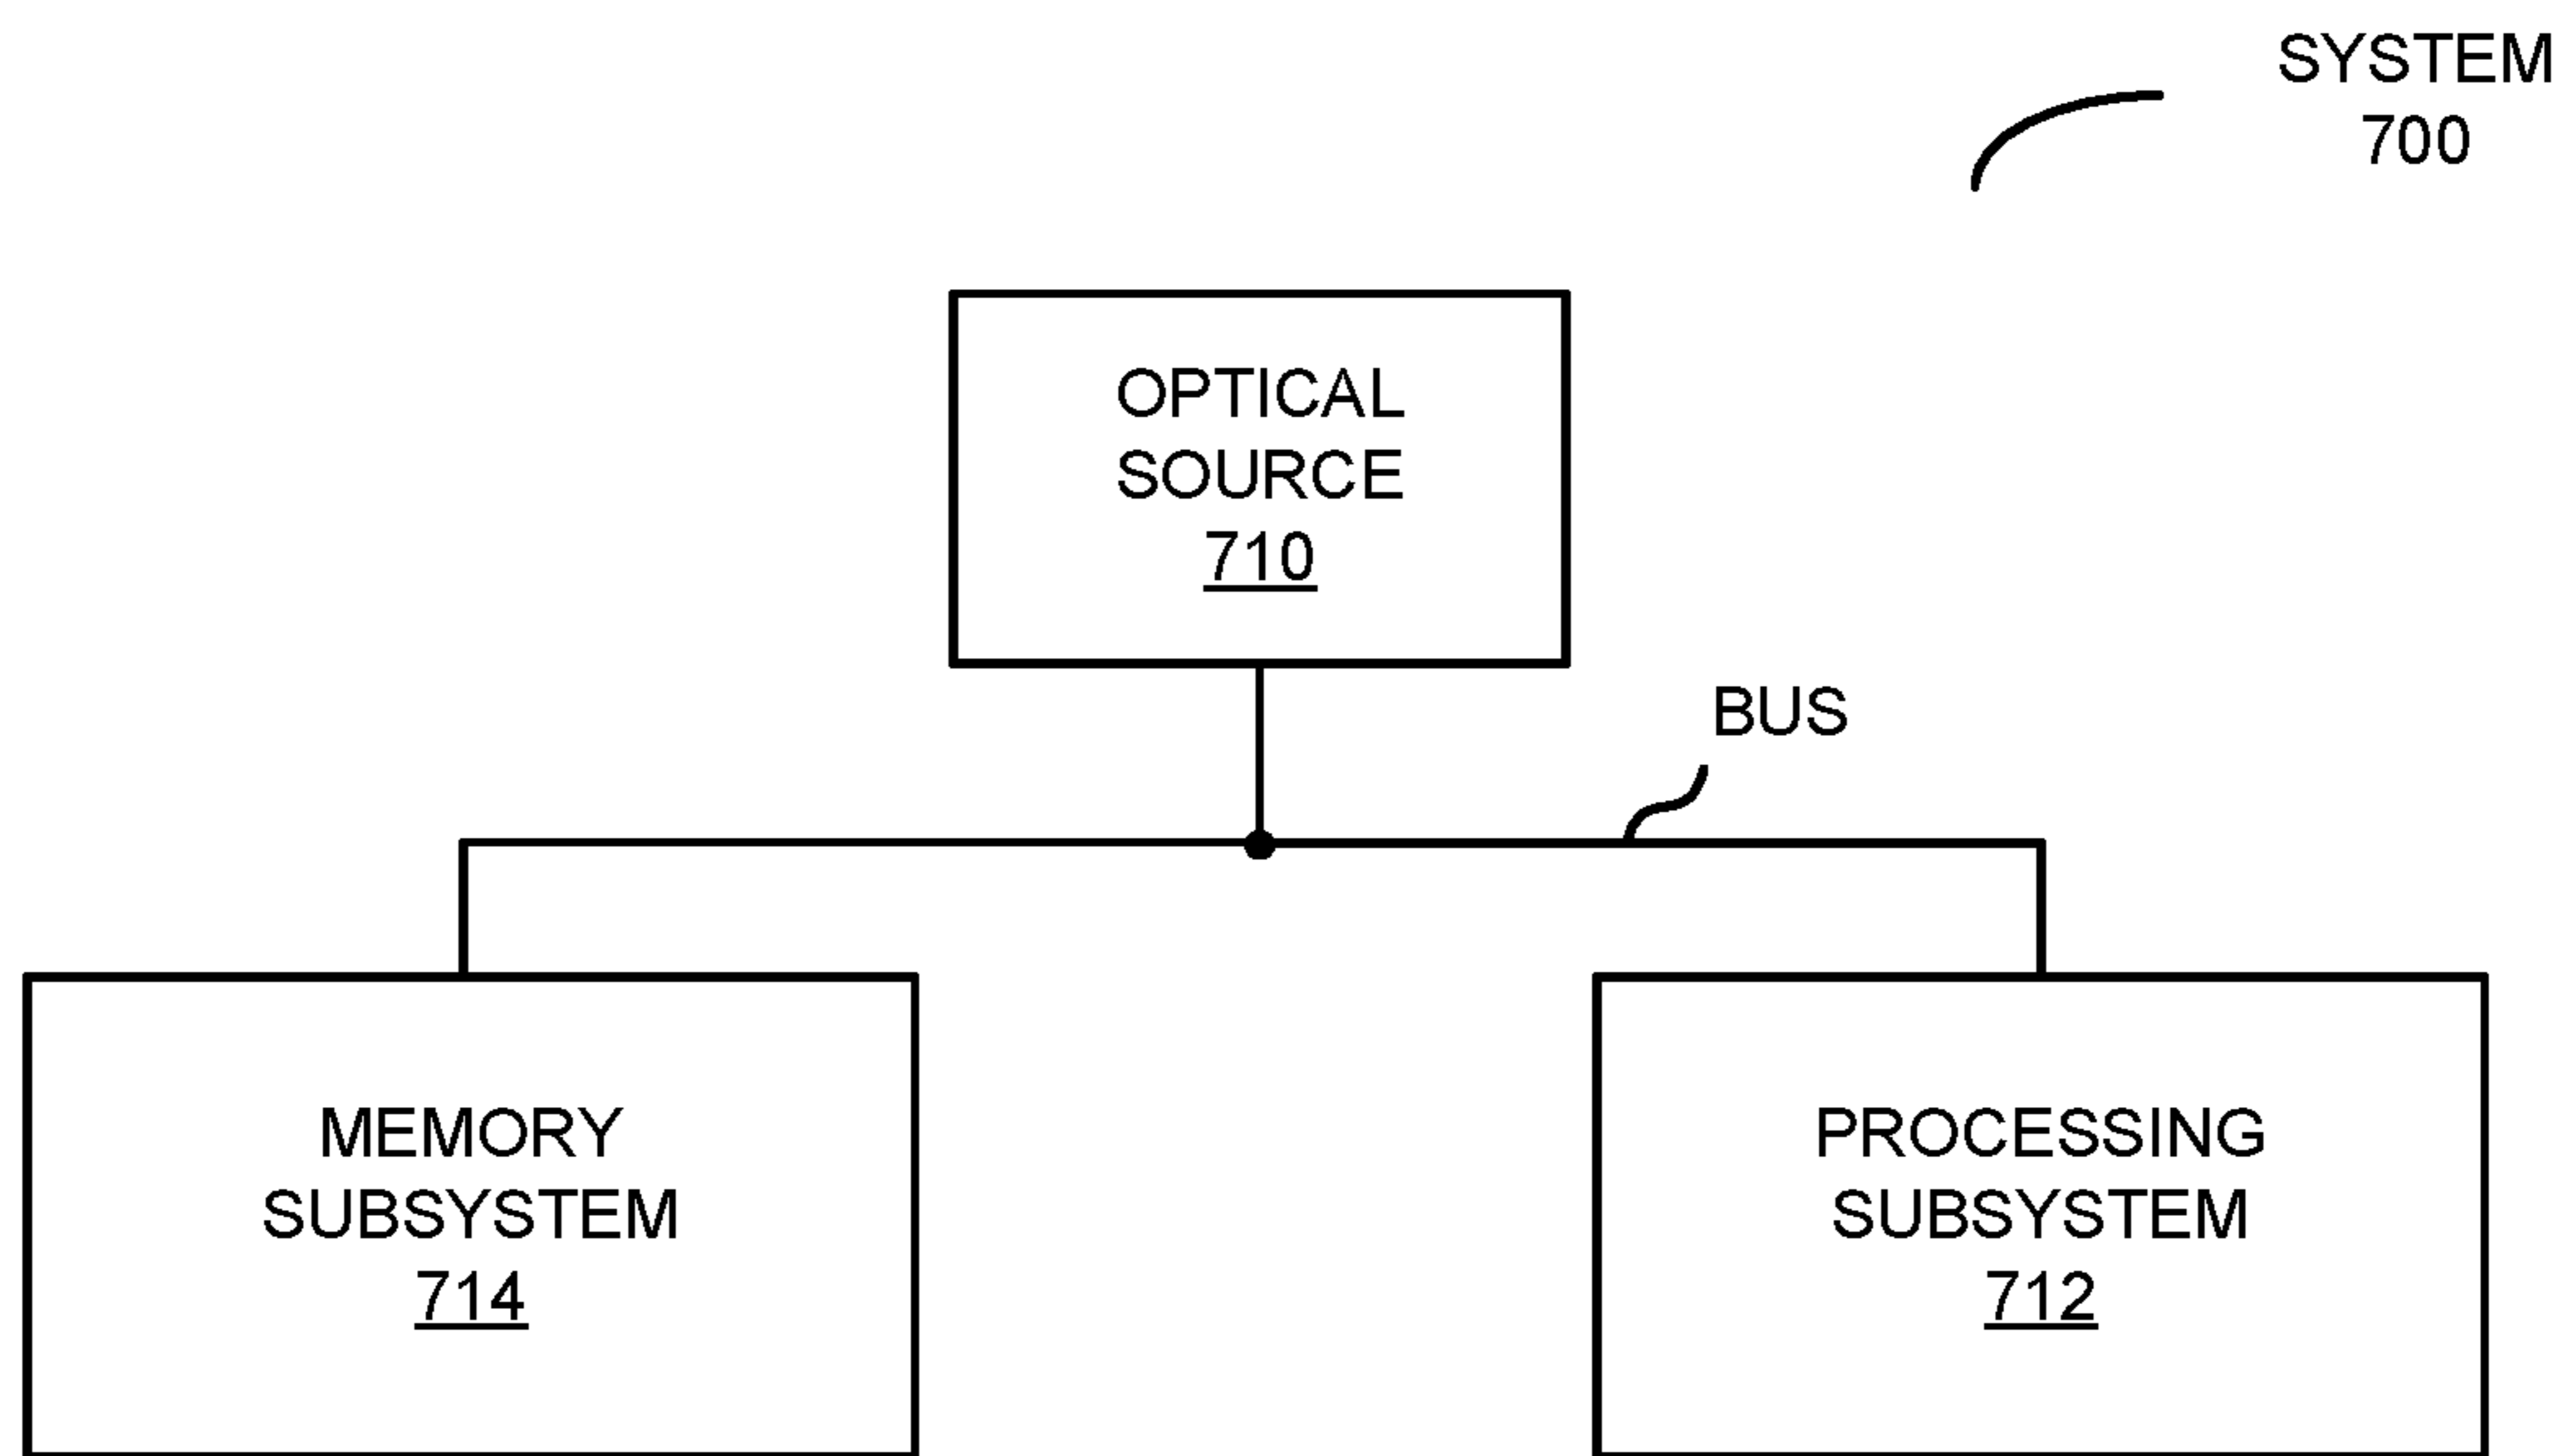 SYSTEM
700
OPTICAL
SOURCE
710
BUS
MEMORY
SUBSYSTEM
714
PROCESSING
SUBSYSTEM
712